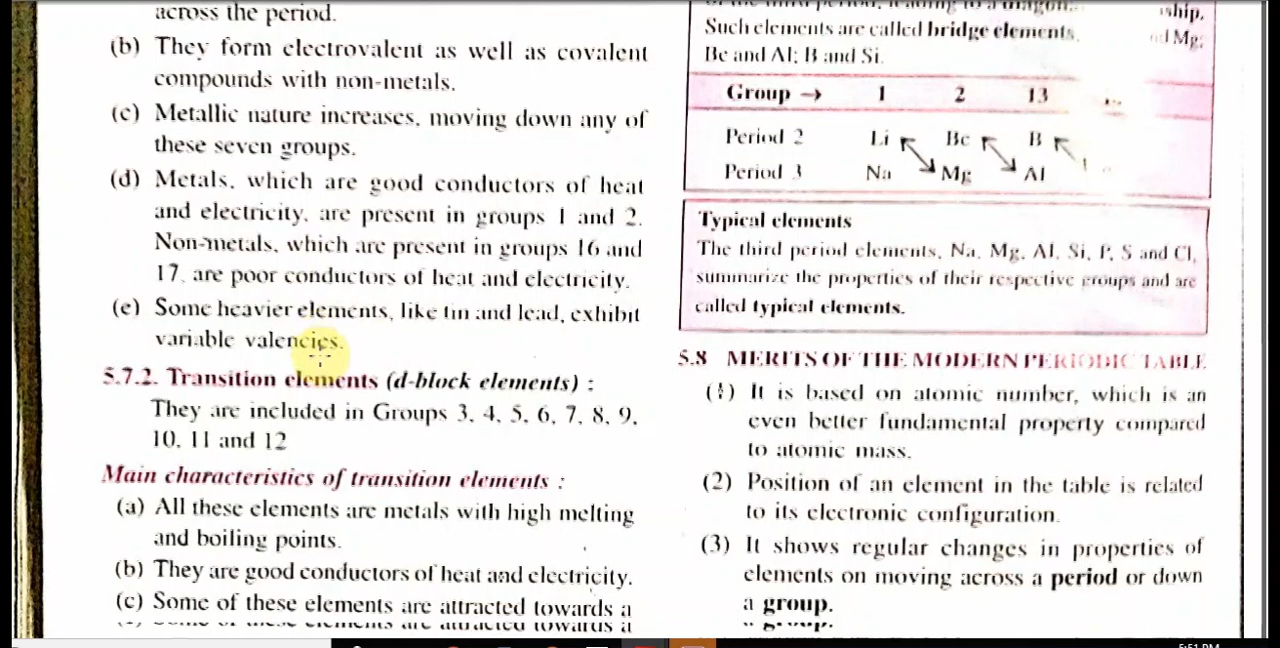 across the period.
(b) They form electrovalent as well as covalent
compounds with non-metals.
(c) Metallic nature increases, moving down any of
these seven groups.
(d) Metals, which are good conductors of heat
and electricity, are present in groups 1 and 2.
Non-metals, which are present in groups 16 and
17, are poor conductors of heat and electricity.
(e) Some heavier elements, like tin and lead, exhibit
variable valencies.
5.7.2. Transition elements (d-block elements) :
They are included in Groups 3, 4, 5, 6, 7, 8, 9,
10, 11 and 12
Main characteristics of transition elements :
(a) All these elements are metals with high melting
and boiling points.
(b) They are good conductors of heat and electricity.
(c) Some of these elements are attracted towards a
Such elements are called bridge elements.
Be and Al; B and Si.
Group → 1 2 13
Period 2 Li Be B
Period 3 Na Mg Al
Typical elements
The third period elements, Na, Mg, Al, Si, P, S and Cl,
summarize the properties of their respective groups and are
called typical elements.
5.8 MERITS OF THE MODERN PERIODIC TABLE
(1) It is based on atomic number, which is an
even better fundamental property compared
to atomic mass.
(2) Position of an element in the table is related
to its electronic configuration.
(3) It shows regular changes in properties of
elements on moving across a period or down
a group.
5:51 PM